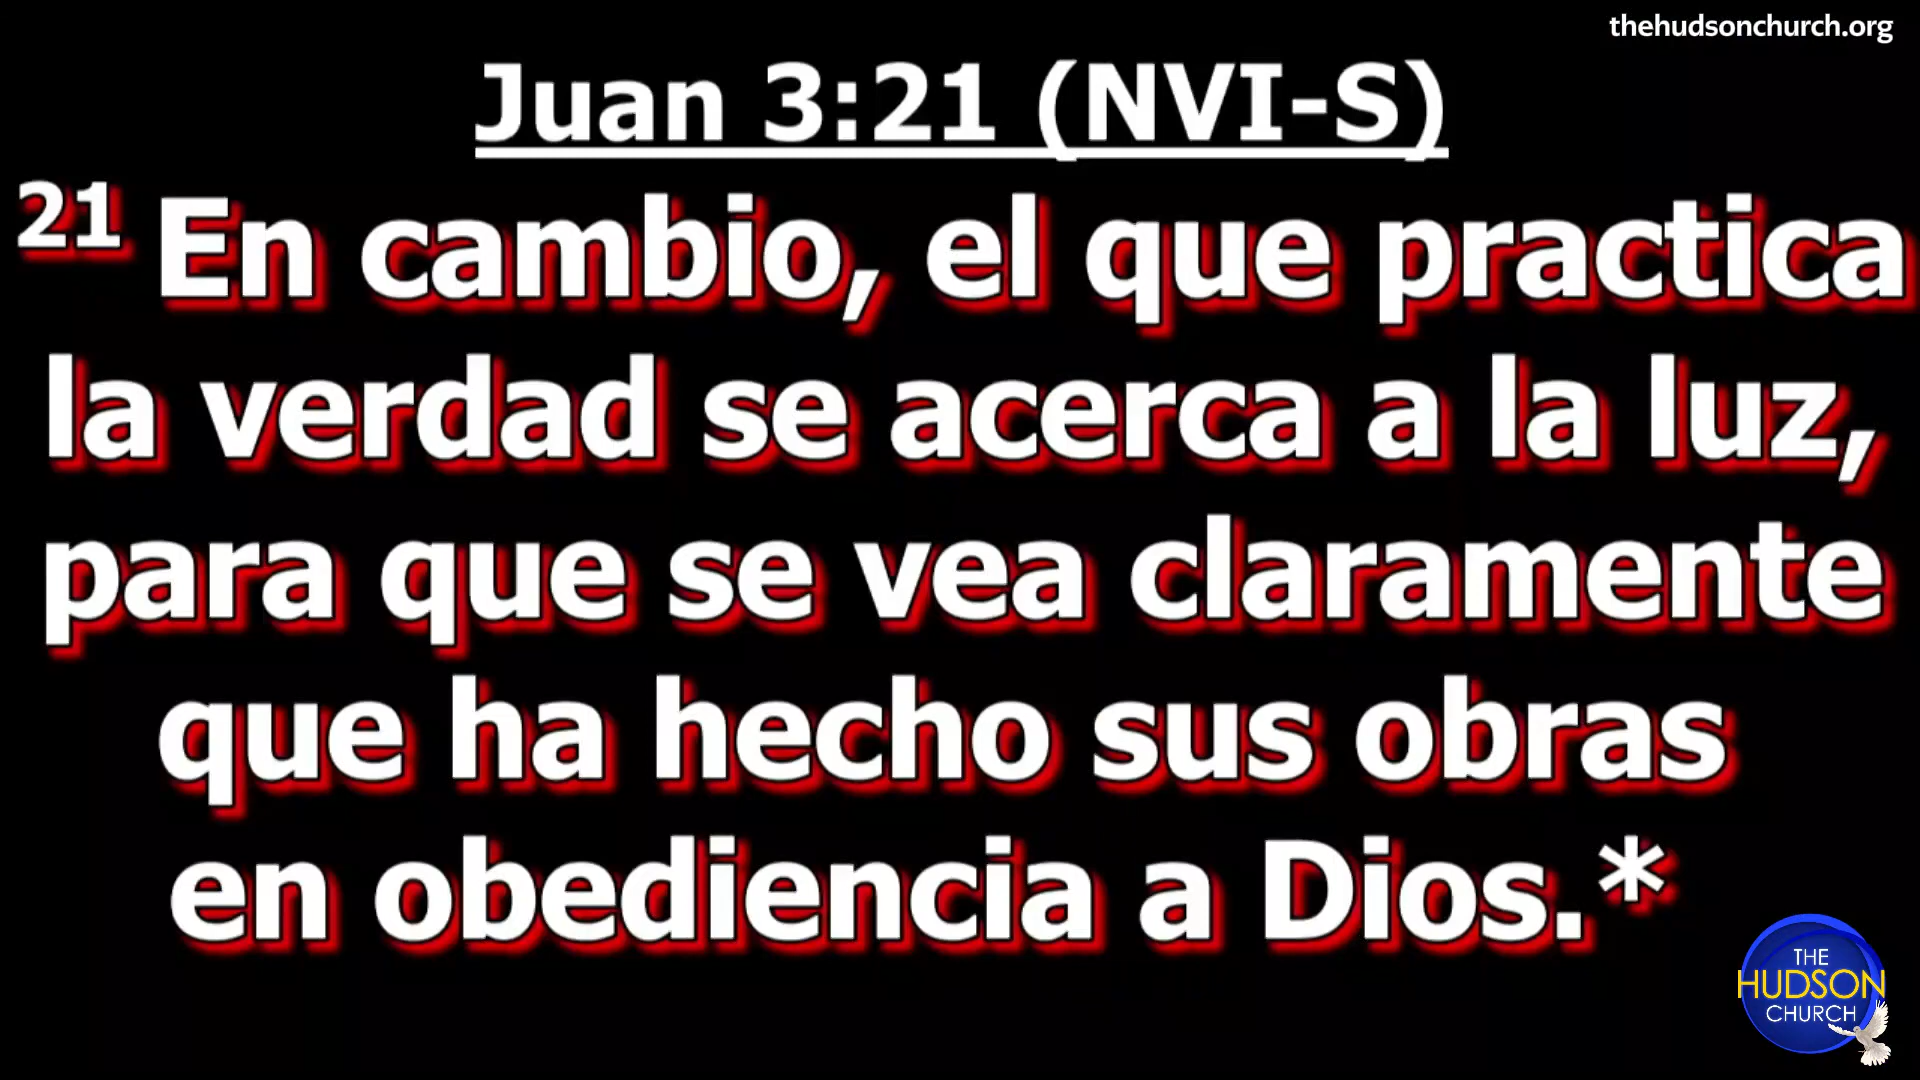 thehudsonchurch.org
Juan 3:21 (NVI-S)
21 En cambio, el que practica
la verdad se acerca a la luz,
para que se vea claramente
que ha hecho sus obras
en obediencia a Dios.*
THE
HUDSON
CHURCH